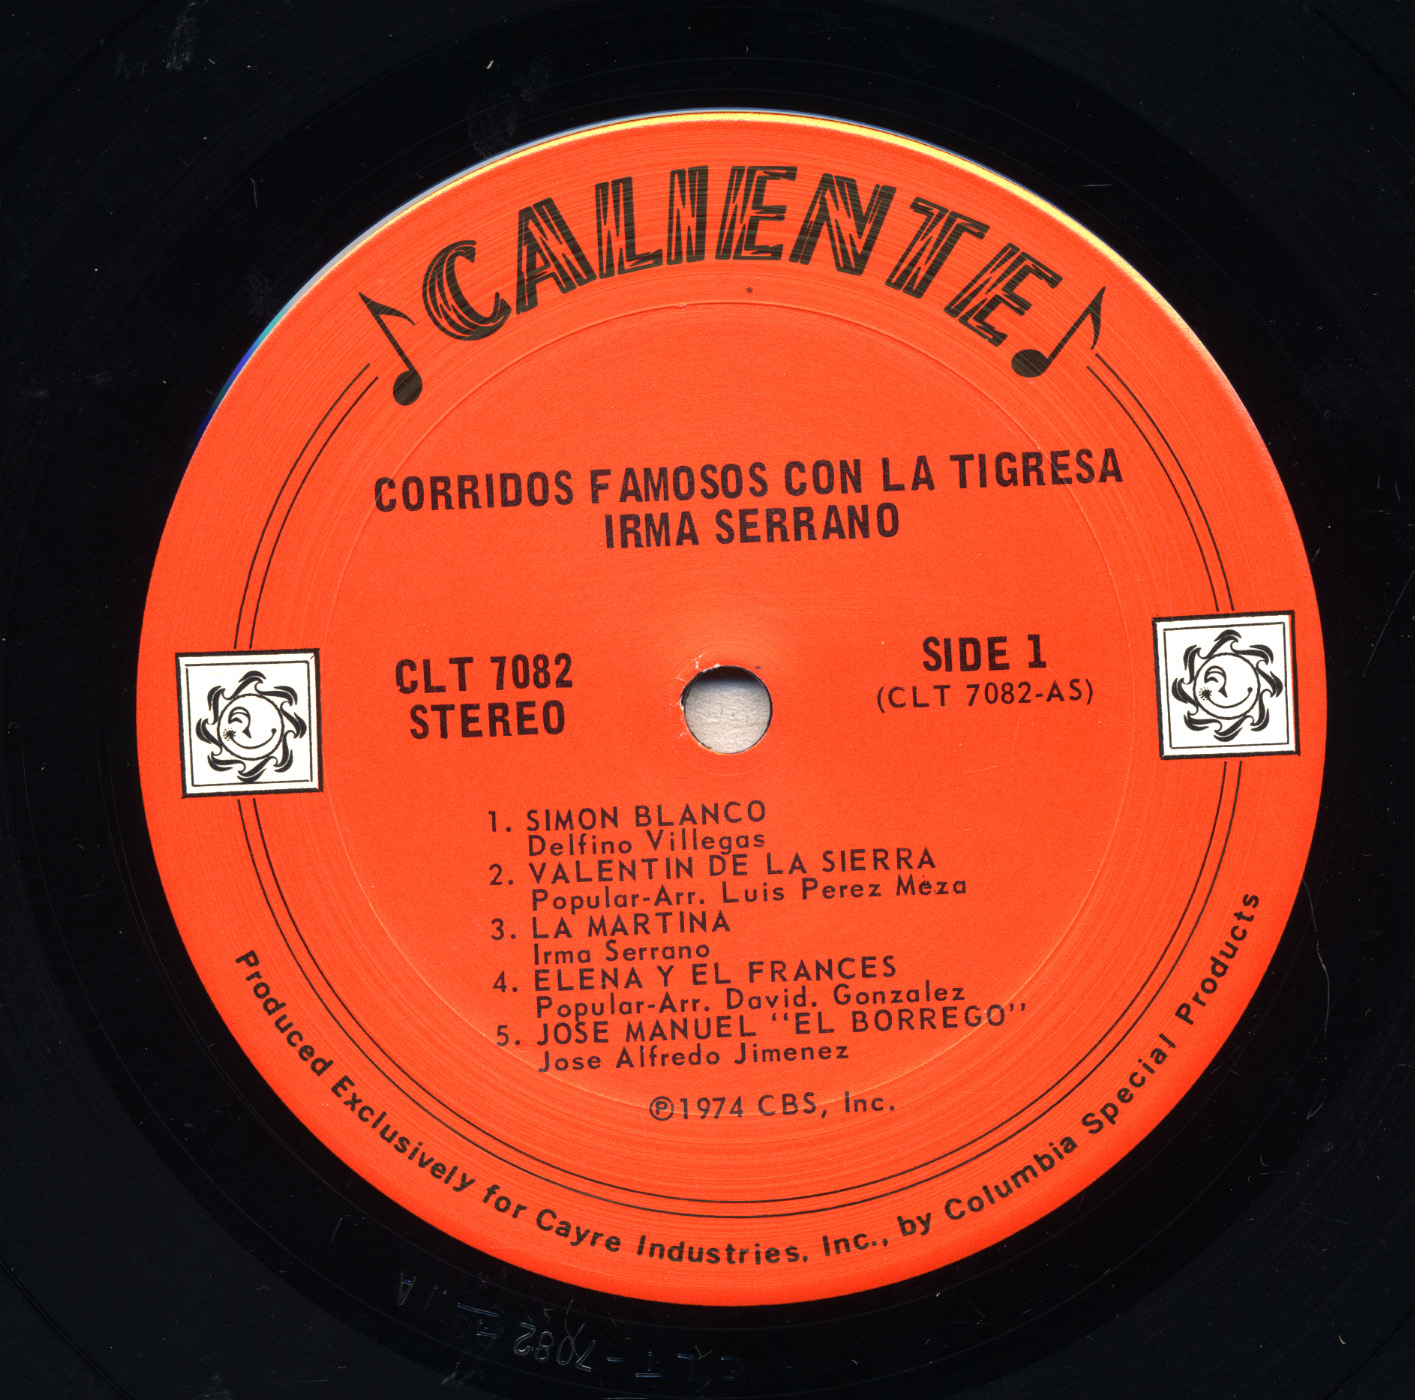 CALIENTE
CORRIDOS FAMOSOS CON LA TIGRESA
IRMA SERRANO
CLT 7082
STEREO
SIDE 1
(CLT 7082-AS)
1. SIMON BLANCO
Delfino Villegas
2. VALENTIN DE LA SIERRA
Popular-Arr. Luis Perez Meza
3. LA MARTINA
Irma Serrano
4. ELENA Y EL FRANCES
Popular-Arr. David. Gonzalez
5. JOSE MANUEL "EL BORREGO"
Jose Alfredo Jimenez
℗1974 CBS, Inc.
Produced Exclusively for Cayre Industries, Inc., by Columbia Special Products
CLT-7082